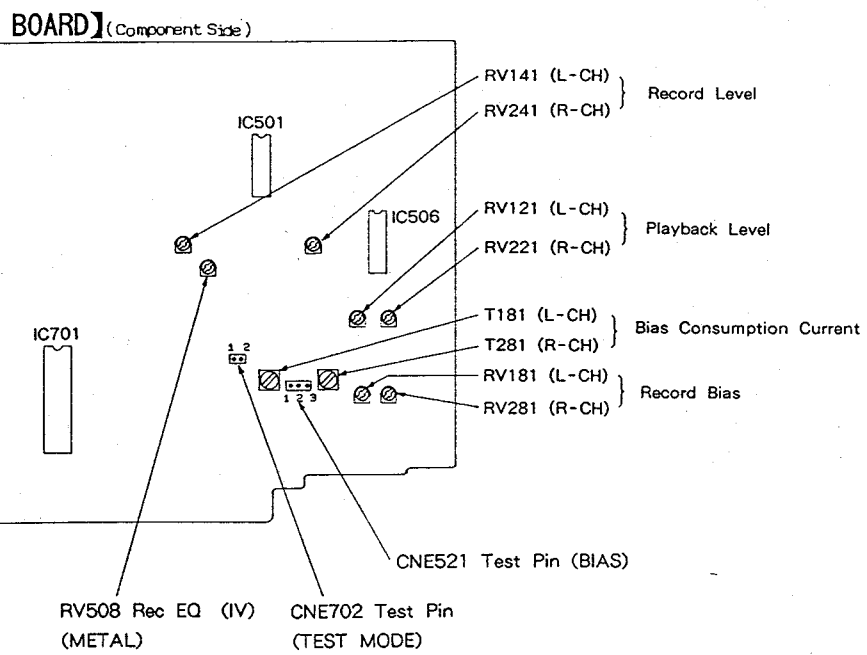 BOARD】(Component Side)
RV141 (L-CH)
RV241 (R-CH)
Record Level
IC501
RV121 (L-CH)
IC506
RV221 (R-CH)
Playback Level
T181 (L-CH)
T281 (R-CH)
Bias Consumption Current
IC701
1 2
RV181 (L-CH)
RV281 (R-CH)
Record Bias
1 2 3
CNE521 Test Pin (BIAS)
RV508 Rec EQ (IV)
(METAL)
CNE702 Test Pin
(TEST MODE)